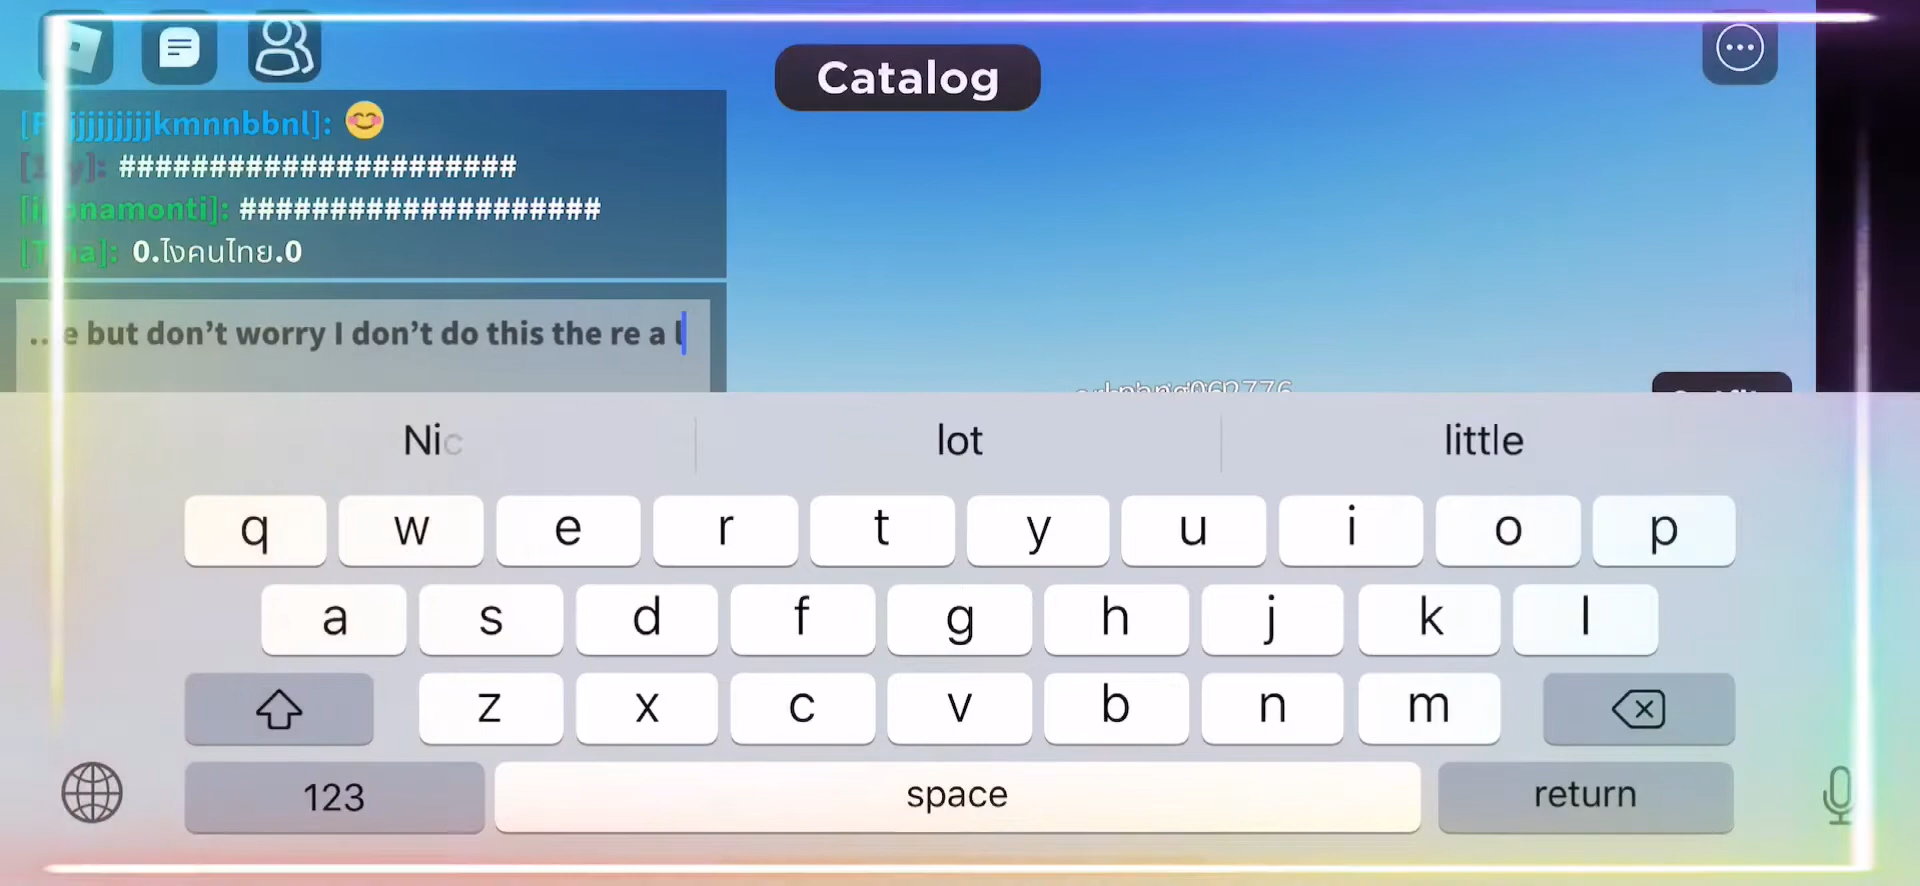 Catalog
jjjjjjjjjkmnnbbnl]: 😊
######################
namonti]: ####################
0.ไงคนไทย.0
but don't worry I don't do this the re a l
Nic
lot
little
q w e r t y u i o p
a s d f g h j k l
z x c v b n m
123
space
return